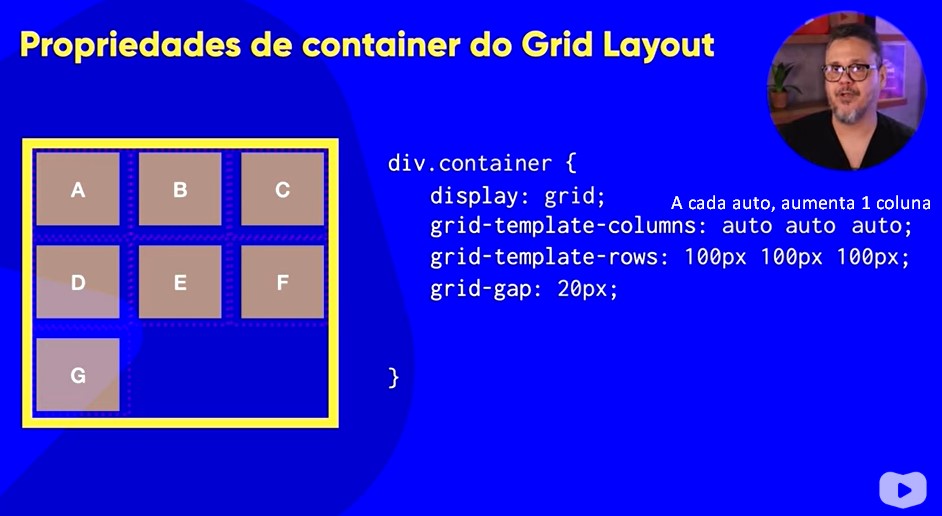 Propriedades de container do Grid Layout
A B C
D E F
G
div.container {
display: grid;
A cada auto, aumenta 1 coluna
grid-template-columns: auto auto auto;
grid-template-rows: 100px 100px 100px;
grid-gap: 20px;
}